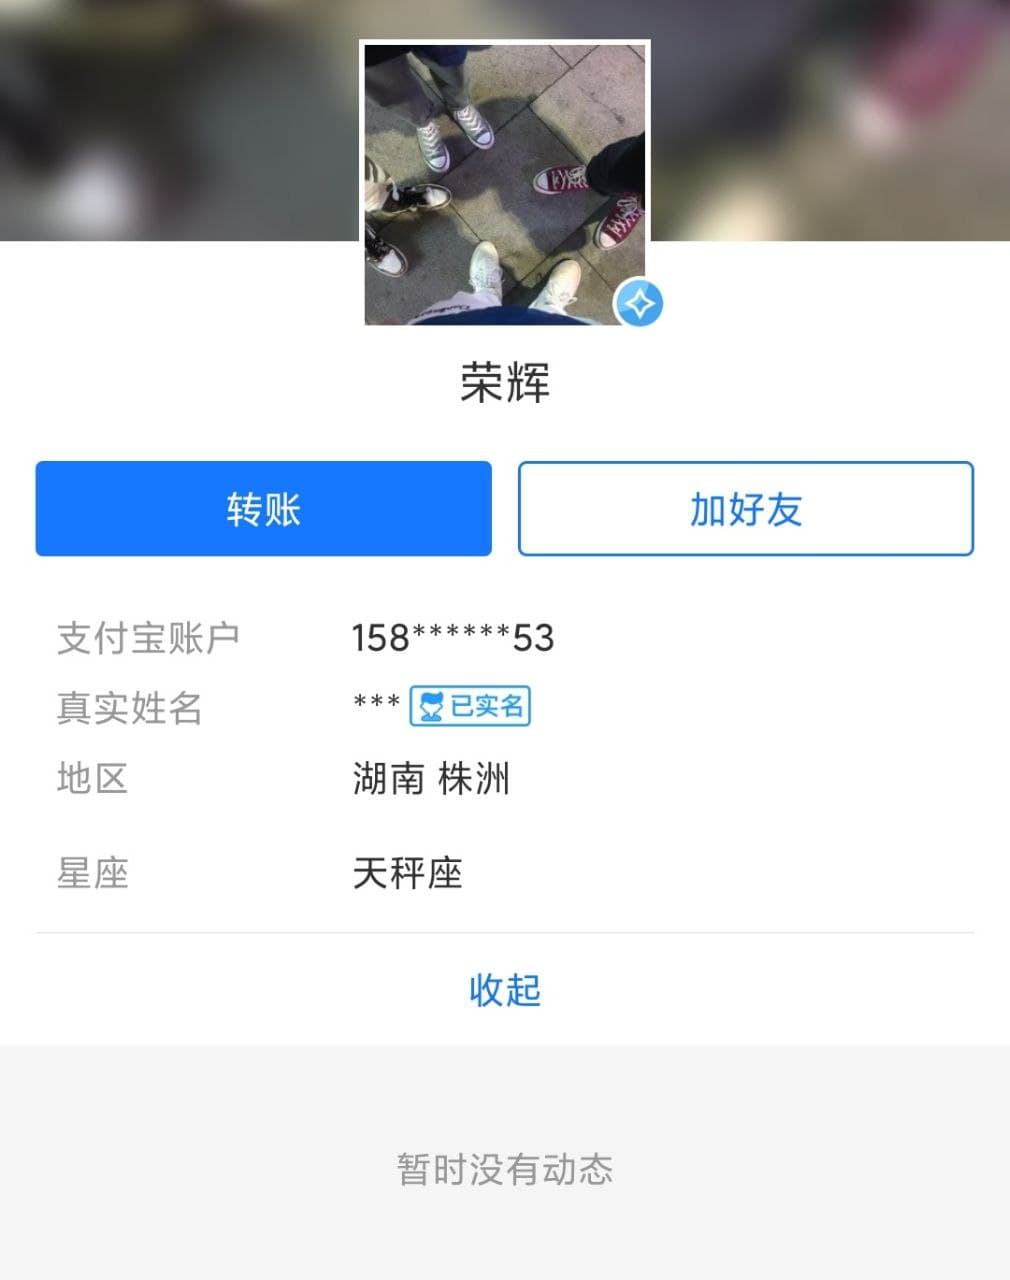 荣辉
转账 加好友
支付宝账户 158******53
真实姓名 *** 已实名
地区 湖南 株洲
星座 天秤座
收起
暂时没有动态